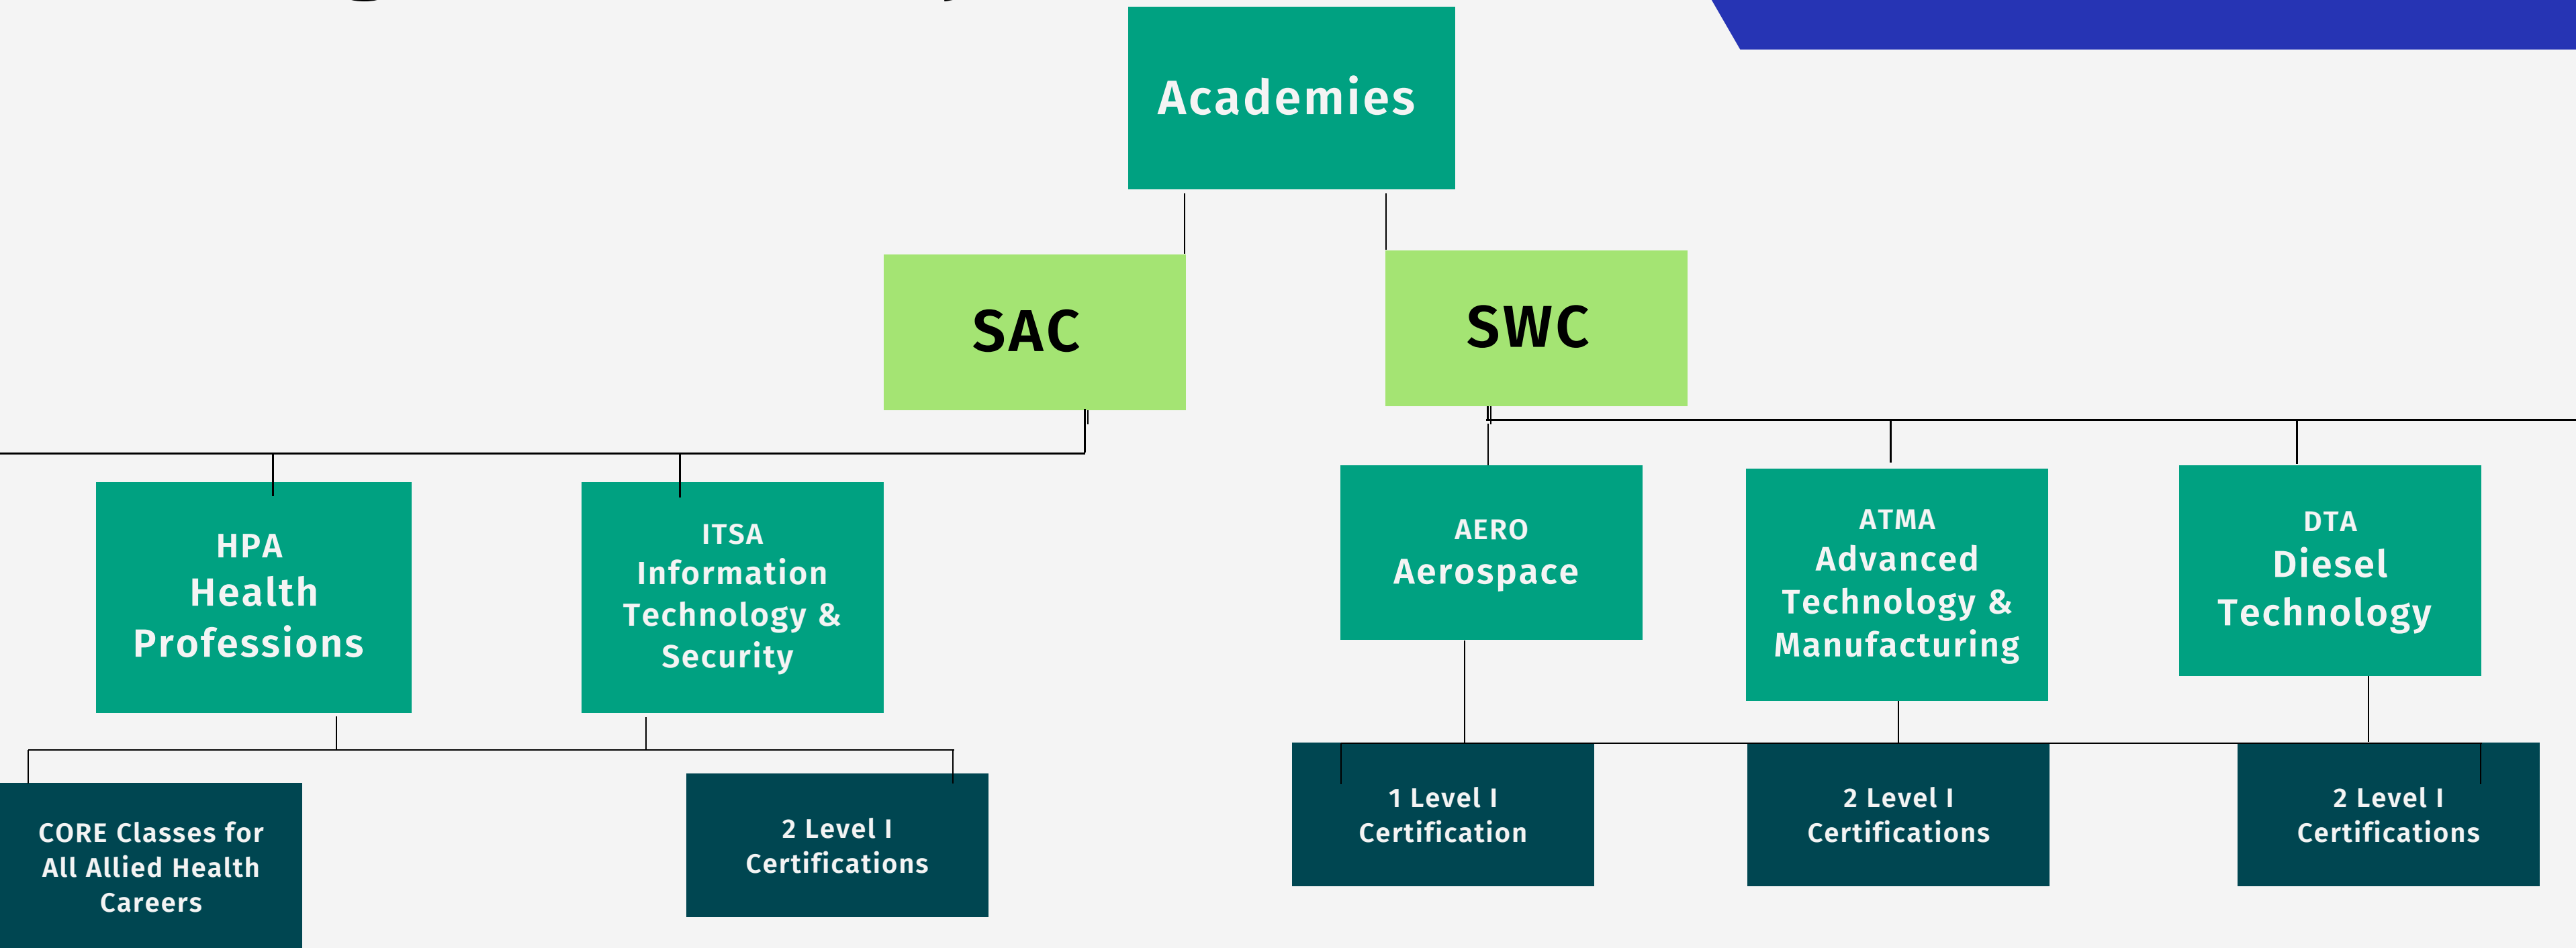 Academies
SAC
SWC
HPA
Health
Professions
ITSA
Information
Technology &
Security
AERO
Aerospace
ATMA
Advanced
Technology &
Manufacturing
DTA
Diesel
Technology
CORE Classes for
All Allied Health
Careers
2 Level I
Certifications
1 Level I
Certification
2 Level I
Certifications
2 Level I
Certifications